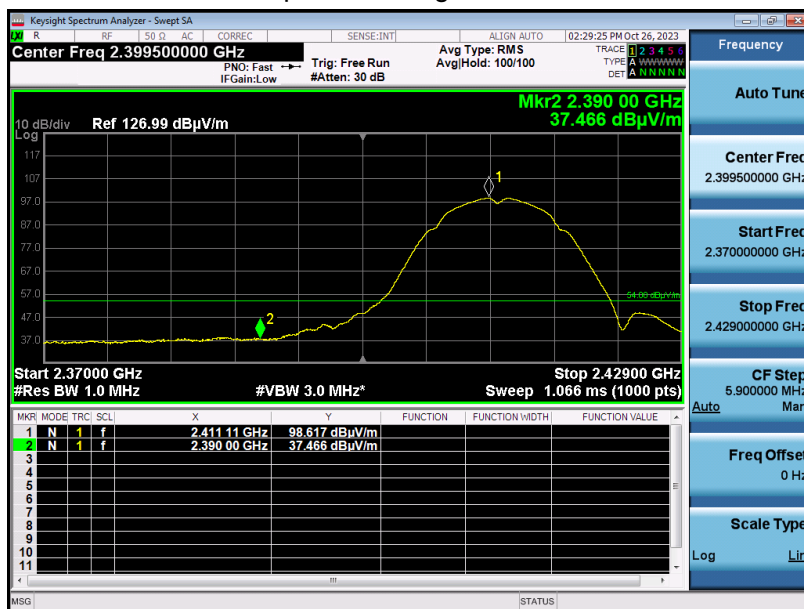 Keysight Spectrum Analyzer - Swept SA
LXI R RF 50 Ω AC CORREC SENSE:INT ALIGN AUTO 02:29:25 PM Oct 26, 2023
Center Freq 2.399500000 GHz
PNO: Fast
IFGain:Low
Trig: Free Run
#Atten: 30 dB
Avg Type: RMS
Avg|Hold: 100/100
TRACE 1 2 3 4 5 6
TYPE A WWWWW
DET A N N N N N
Mkr2 2.390 00 GHz
37.466 dBµV/m
10 dB/div Ref 126.99 dBµV/m
Log
117
107
97.0
87.0
77.0
67.0
57.0
47.0
37.0
1
2
54.00 dBµV/m
Start 2.37000 GHz Stop 2.42900 GHz
#Res BW 1.0 MHz #VBW 3.0 MHz* Sweep 1.066 ms (1000 pts)
MKR MODE TRC SCL X Y FUNCTION FUNCTION WIDTH FUNCTION VALUE
1 N 1 f 2.411 11 GHz 98.617 dBµV/m
2 N 1 f 2.390 00 GHz 37.466 dBµV/m
3
4
5
6
7
8
9
10
11
MSG STATUS
Frequency
Auto Tune
Center Freq
2.399500000 GHz
Start Freq
2.370000000 GHz
Stop Freq
2.429000000 GHz
CF Step
5.900000 MHz
Auto Man
Freq Offset
0 Hz
Scale Type
Log Lin